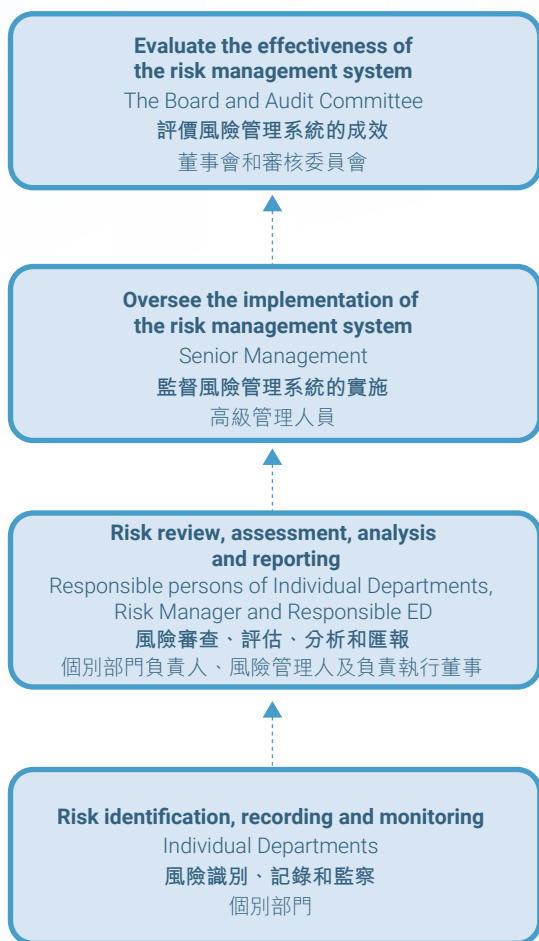 Evaluate the effectiveness of
the risk management system
The Board and Audit Committee
評價風險管理系統的成效
董事會和審核委員會
Oversee the implementation of
the risk management system
Senior Management
監督風險管理系統的實施
高級管理人員
Risk review, assessment, analysis
and reporting
Responsible persons of Individual Departments,
Risk Manager and Responsible ED
風險審查、評估、分析和匯報
個別部門負責人、風險管理人及負責執行董事
Risk identification, recording and monitoring
Individual Departments
風險識別、記錄和監察
個別部門